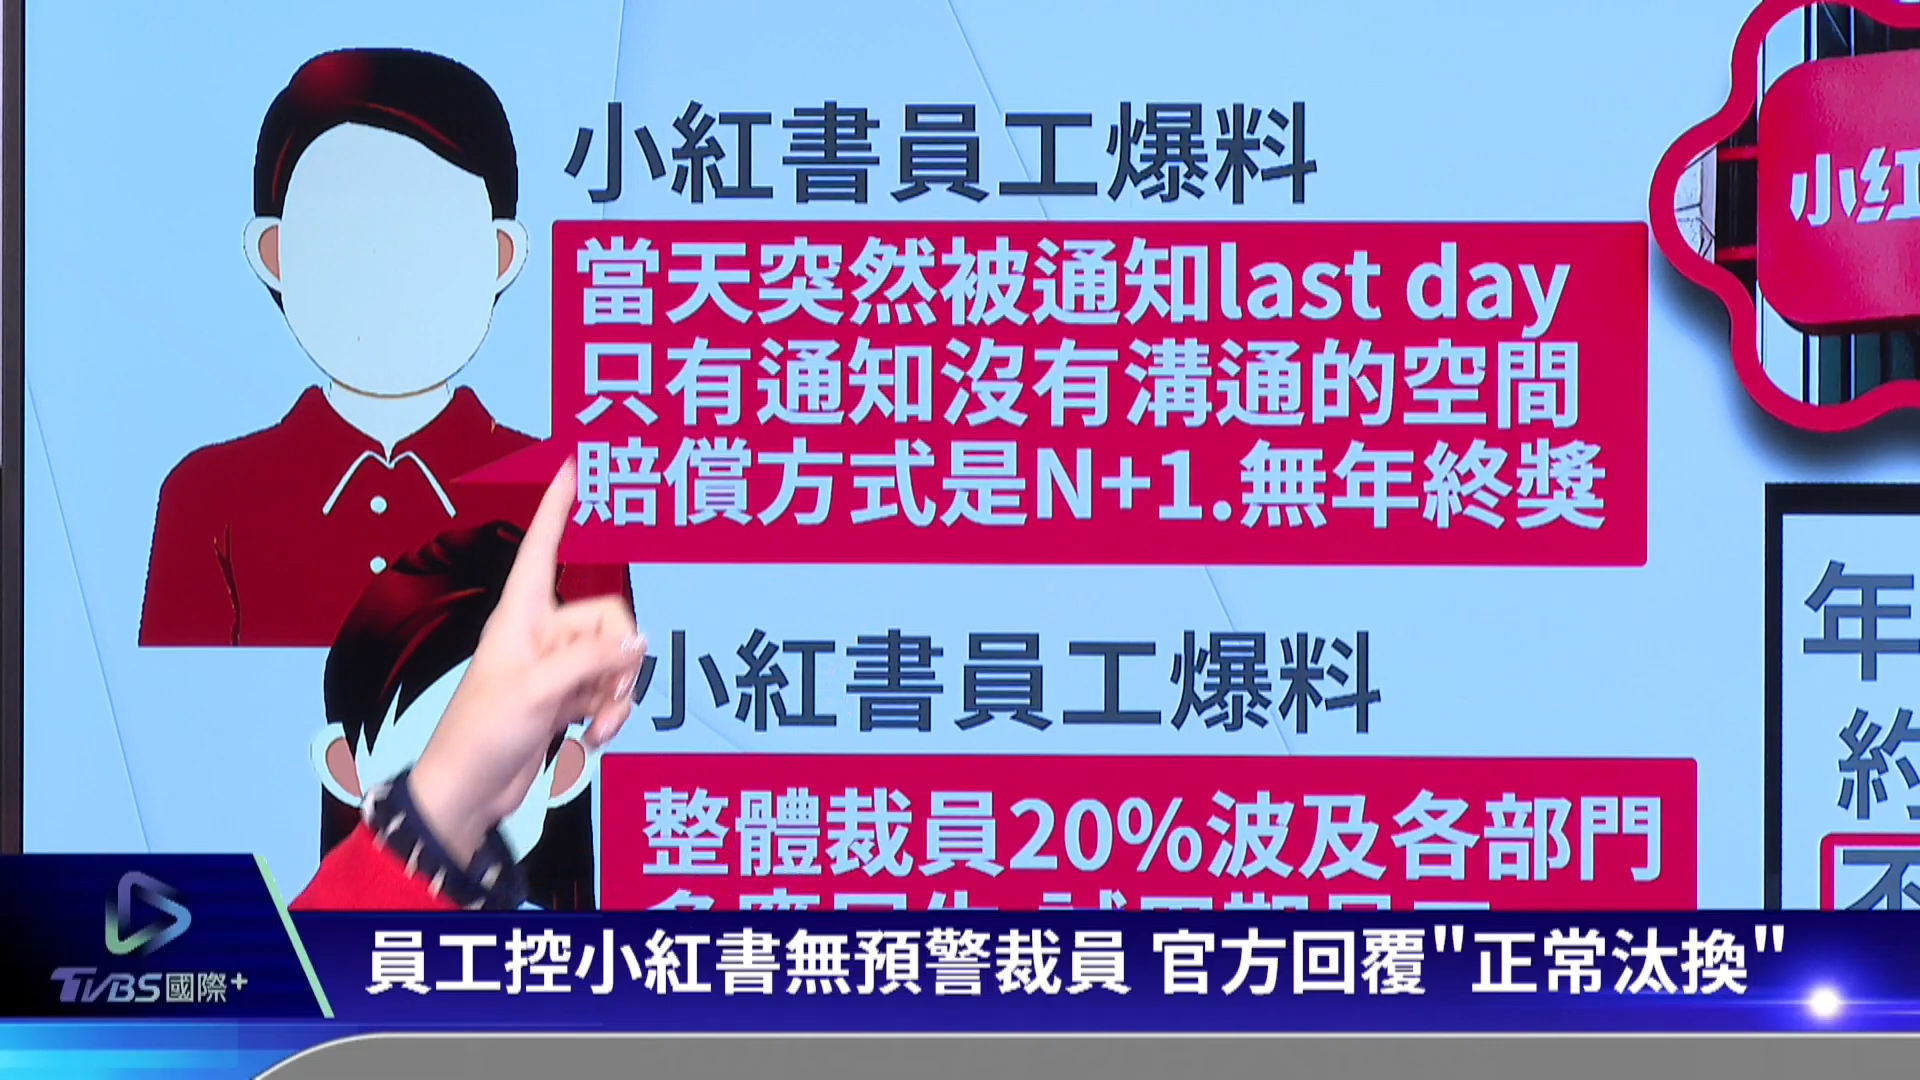 小紅書員工爆料
小红
當天突然被通知last day
只有通知沒有溝通的空間
賠償方式是N+1.無年終獎
年
約
小紅書員工爆料
整體裁員20%波及各部門
員工控小紅書無預警裁員 官方回覆"正常汰換"
TVBS國際+